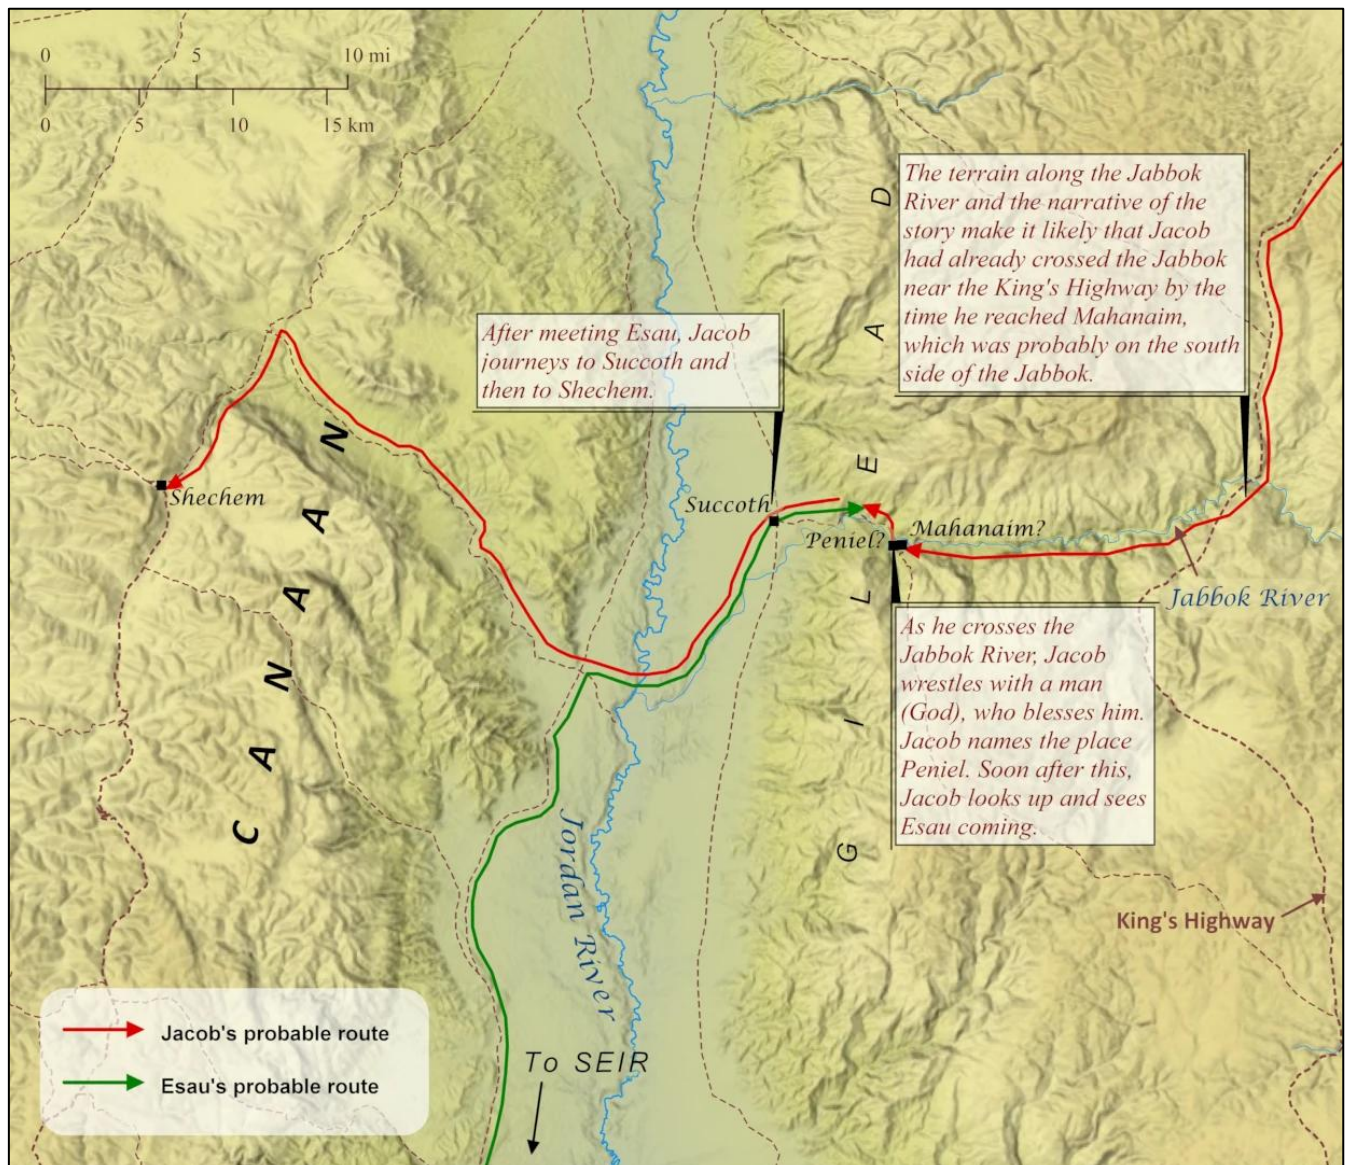 0 5 10 mi
0 5 10 15 km
The terrain along the Jabbok
River and the narrative of the
story make it likely that Jacob
had already crossed the Jabbok
near the King's Highway by the
time he reached Mahanaim,
which was probably on the south
side of the Jabbok.
After meeting Esau, Jacob
journeys to Succoth and
then to Shechem.
CANAAN
GILEAD
Shechem
Succoth
Peniel?
Mahanaim?
Jabbok River
As he crosses the
Jabbok River, Jacob
wrestles with a man
(God), who blesses him.
Jacob names the place
Peniel. Soon after this,
Jacob looks up and sees
Esau coming.
Jordan River
King's Highway
To SEIR
Jacob's probable route
Esau's probable route